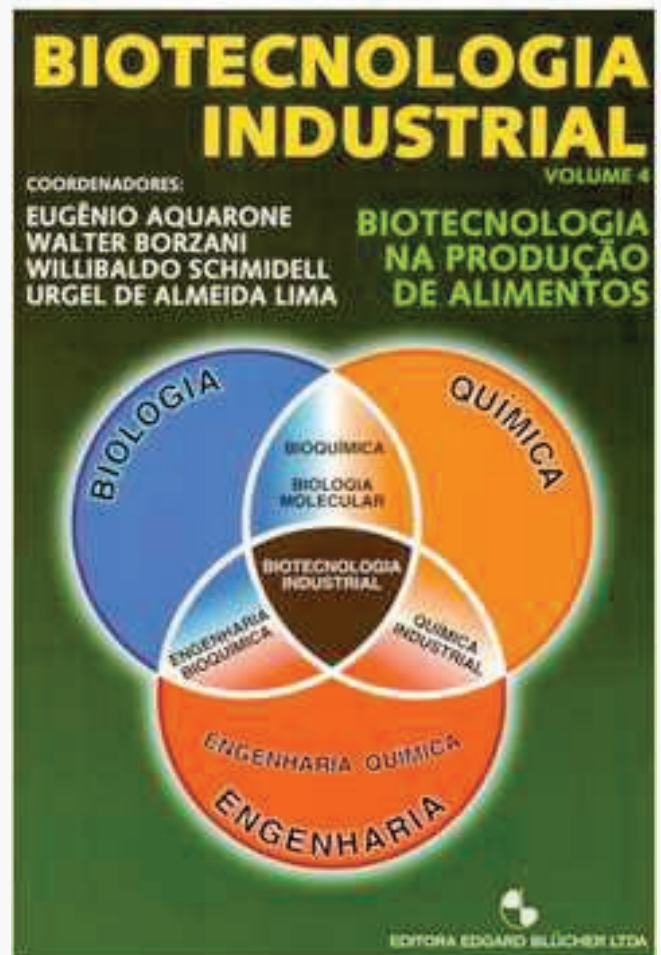 BIOTECNOLOGIA
INDUSTRIAL
VOLUME 4
COORDENADORES:
EUGÊNIO AQUARONE
WALTER BORZANI
WILLIBALDO SCHMIDELL
URGEL DE ALMEIDA LIMA
BIOTECNOLOGIA
NA PRODUÇÃO
DE ALIMENTOS
BIOLOGIA
QUÍMICA
BIOQUÍMICA
BIOLOGIA
MOLECULAR
BIOTECNOLOGIA
INDUSTRIAL
ENGENHARIA
BIOQUÍMICA
QUÍMICA
INDUSTRIAL
ENGENHARIA QUÍMICA
ENGENHARIA
EDITORA EDGARD BLÜCHER LTDA